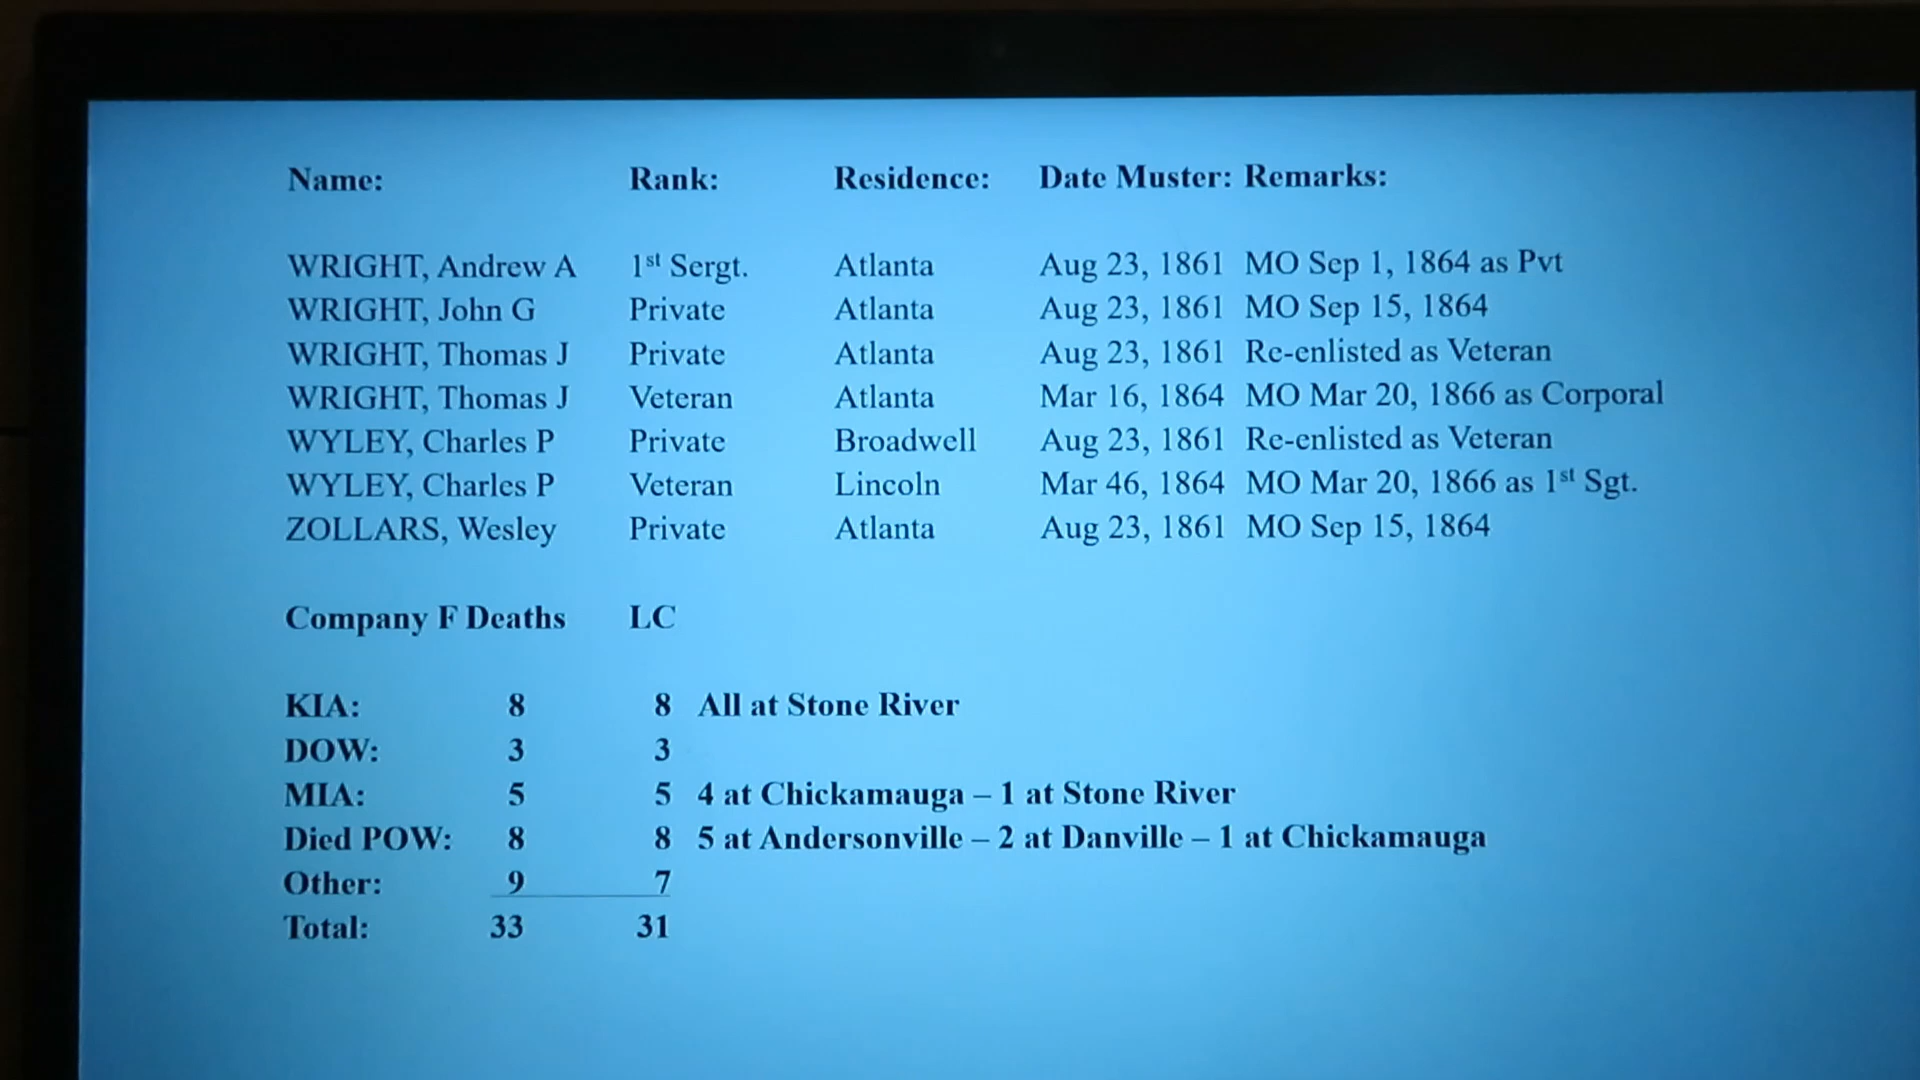 Name: Rank: Residence: Date Muster: Remarks:
WRIGHT, Andrew A 1st Sergt. Atlanta Aug 23, 1861 MO Sep 1, 1864 as Pvt
WRIGHT, John G Private Atlanta Aug 23, 1861 MO Sep 15, 1864
WRIGHT, Thomas J Private Atlanta Aug 23, 1861 Re-enlisted as Veteran
WRIGHT, Thomas J Veteran Atlanta Mar 16, 1864 MO Mar 20, 1866 as Corporal
WYLEY, Charles P Private Broadwell Aug 23, 1861 Re-enlisted as Veteran
WYLEY, Charles P Veteran Lincoln Mar 46, 1864 MO Mar 20, 1866 as 1st Sgt.
ZOLLARS, Wesley Private Atlanta Aug 23, 1861 MO Sep 15, 1864
Company F Deaths LC
KIA: 8 8 All at Stone River
DOW: 3 3
MIA: 5 5 4 at Chickamauga – 1 at Stone River
Died POW: 8 8 5 at Andersonville – 2 at Danville – 1 at Chickamauga
Other: 9 7
Total: 33 31